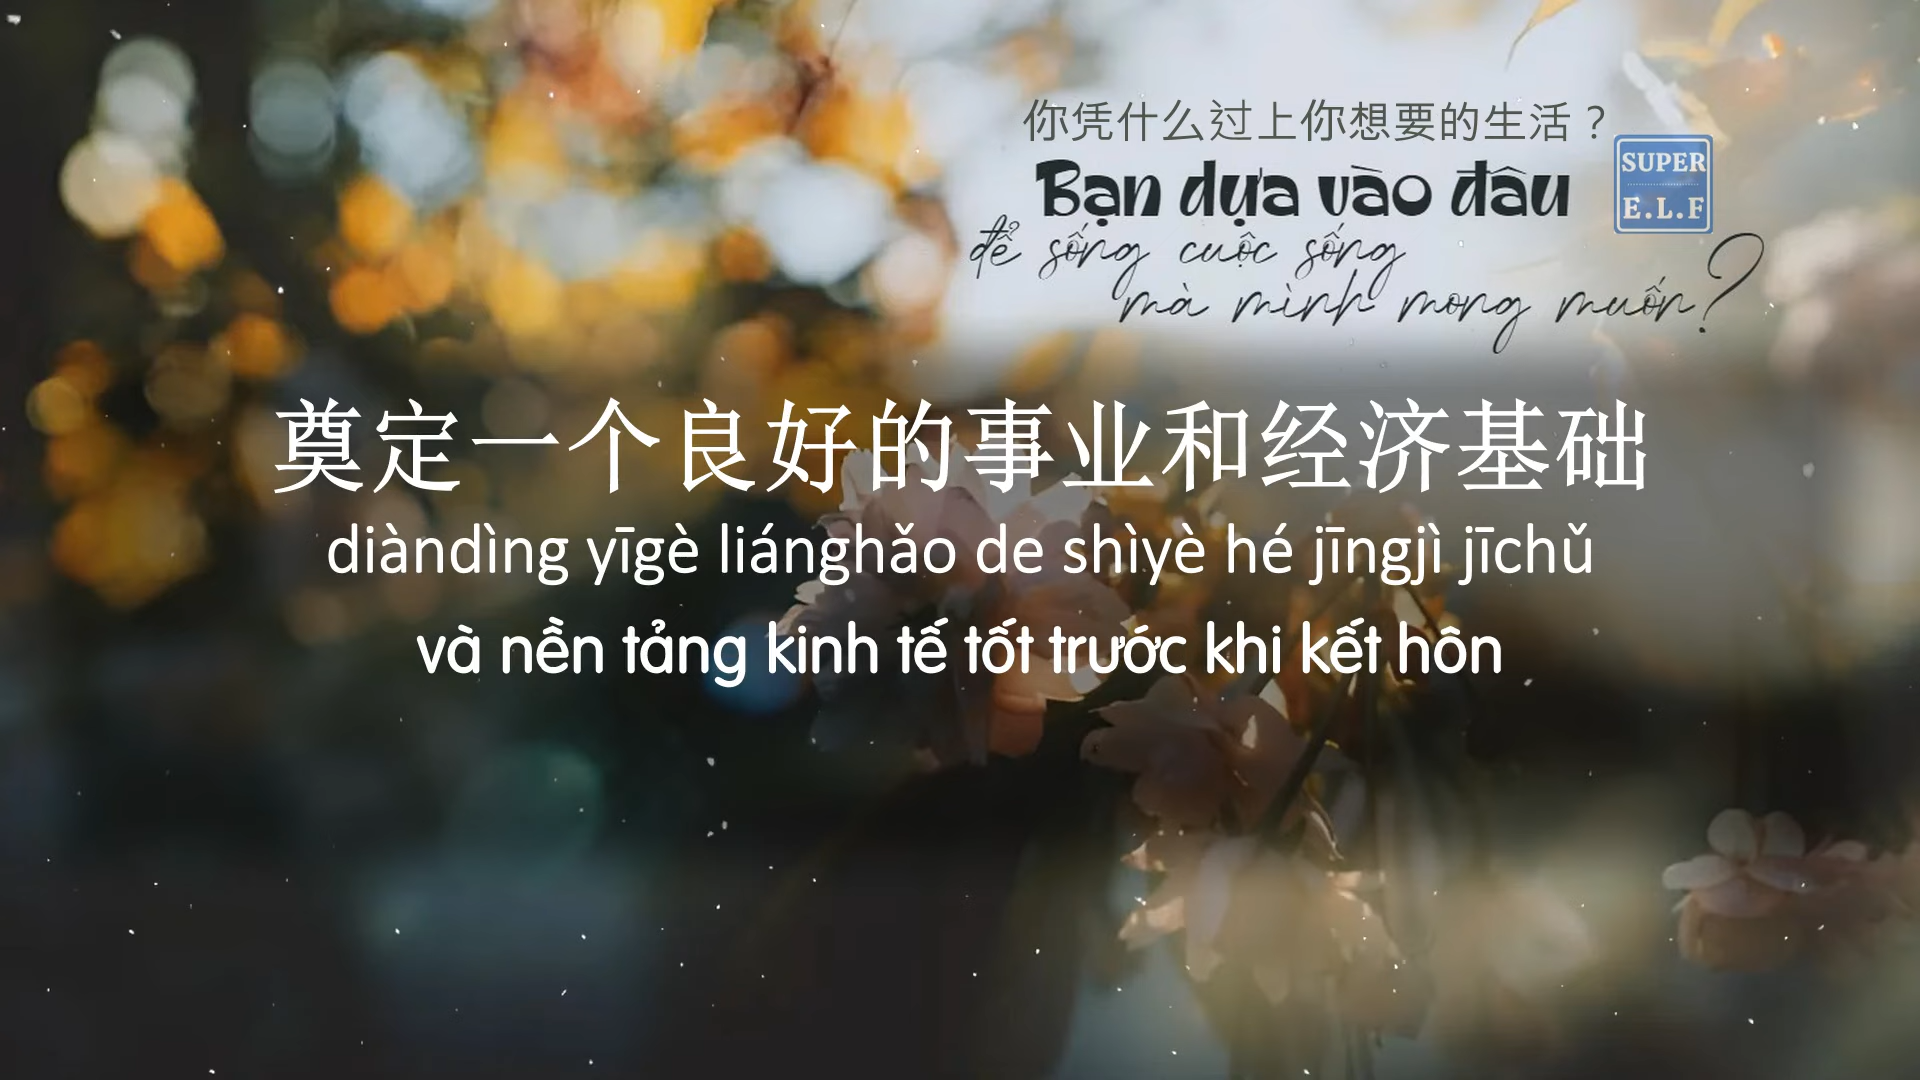 你凭什么过上你想要的生活？
Bạn dựa vào đâu
SUPER
E.L.F
để sống cuộc sống
mà mình mong muốn?
奠定一个良好的事业和经济基础
diàndìng yīgè liánghǎo de shìyè hé jīngjì jīchǔ
và nền tảng kinh tế tốt trước khi kết hôn